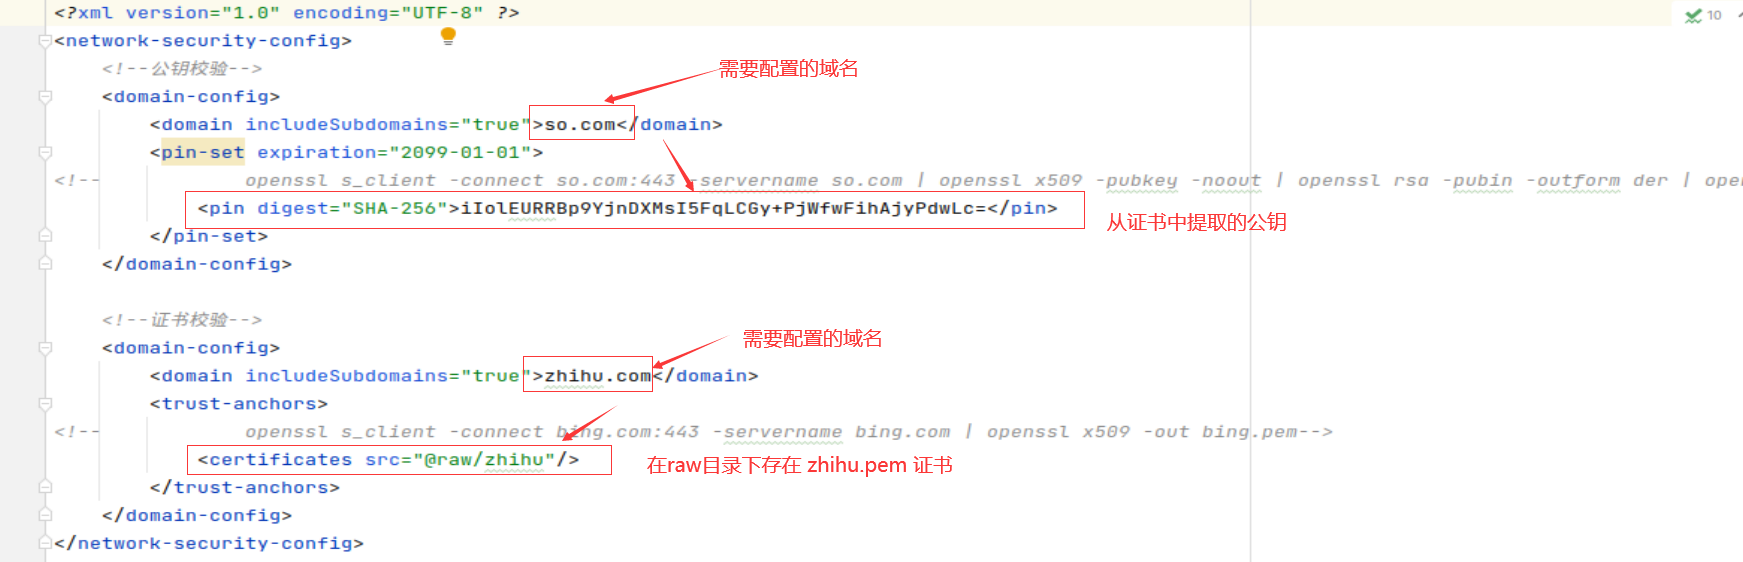 <?xml version="1.0" encoding="UTF-8" ?>
10
<network-security-config>
<!--公钥校验-->
需要配置的域名
<domain-config>
<domain includeSubdomains="true">so.com</domain>
<pin-set expiration="2099-01-01">
<!-- openssl s_client -connect so.com:443 -servername so.com | openssl x509 -pubkey -noout | openssl rsa -pubin -outform der | ope
<pin digest="SHA-256">iIolEURRBp9YjnDXMsI5FqLCGy+PjWfwFihAjyPdwLc=</pin>
从证书中提取的公钥
</pin-set>
</domain-config>
<!--证书校验-->
需要配置的域名
<domain-config>
<domain includeSubdomains="true">zhihu.com</domain>
<trust-anchors>
<!-- openssl s_client -connect bing.com:443 -servername bing.com | openssl x509 -out bing.pem-->
<certificates src="@raw/zhihu"/>
在raw目录下存在 zhihu.pem 证书
</trust-anchors>
</domain-config>
</network-security-config>